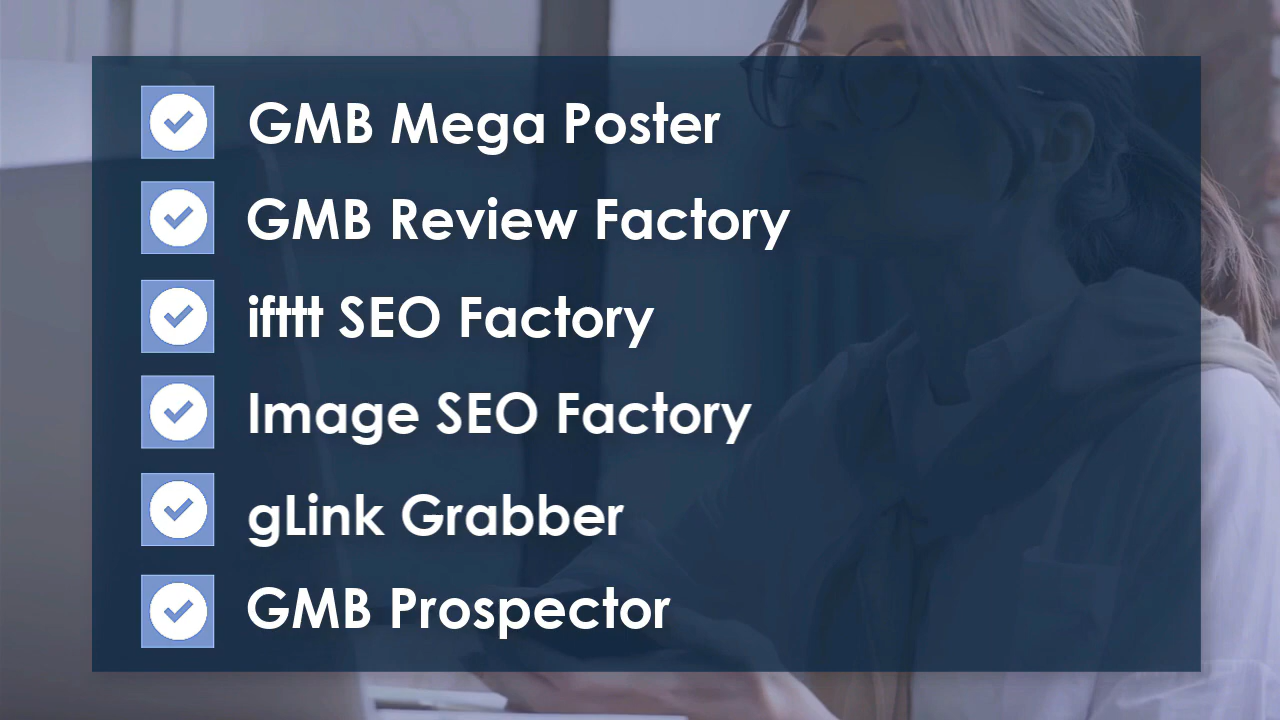 GMB Mega Poster
GMB Review Factory
ifttt SEO Factory
Image SEO Factory
gLink Grabber
GMB Prospector